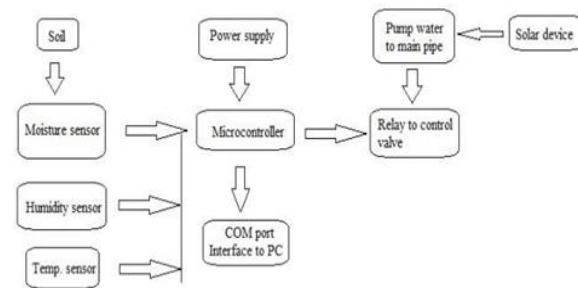 Soil
Power supply
Pump water
to main pipe
Solar device
Moisture sensor
Microcontroller
Relay to control
valve
Humidity sensor
COM port
Interface to PC
Temp. sensor